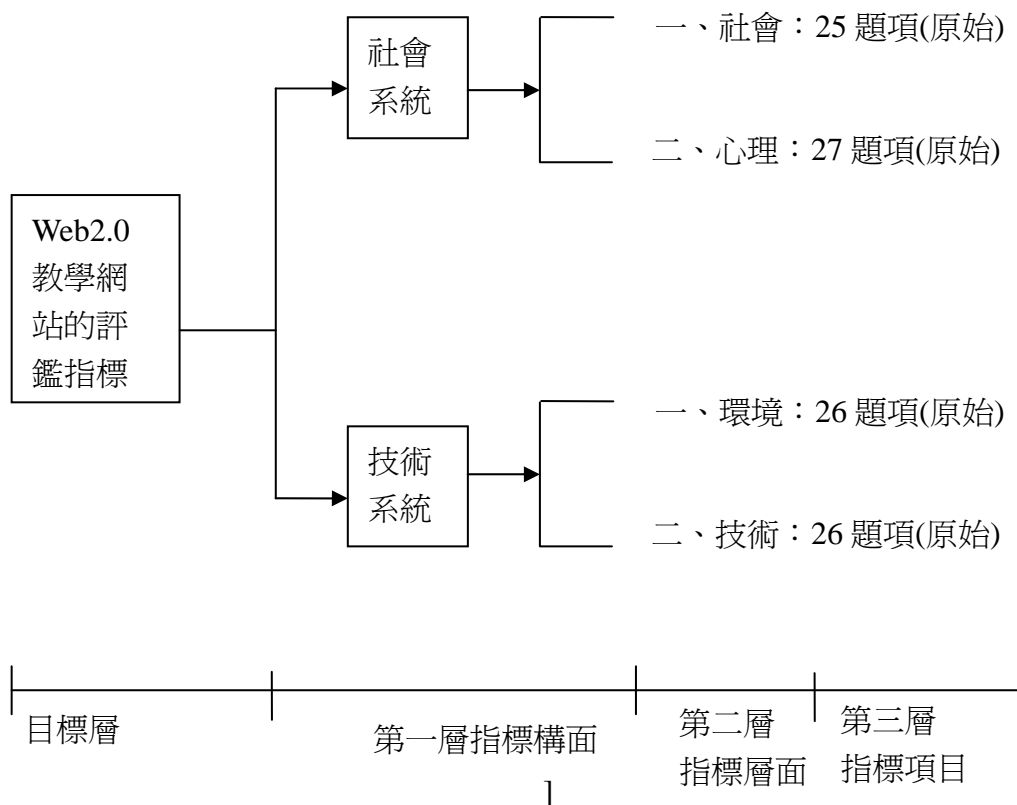 一、社會：25 題項(原始)
社會
系統
二、心理：27 題項(原始)
Web2.0
教學網
站的評
鑑指標
一、環境：26 題項(原始)
技術
系統
二、技術：26 題項(原始)
目標層
第一層指標構面
第二層
指標層面
第三層
指標項目
]